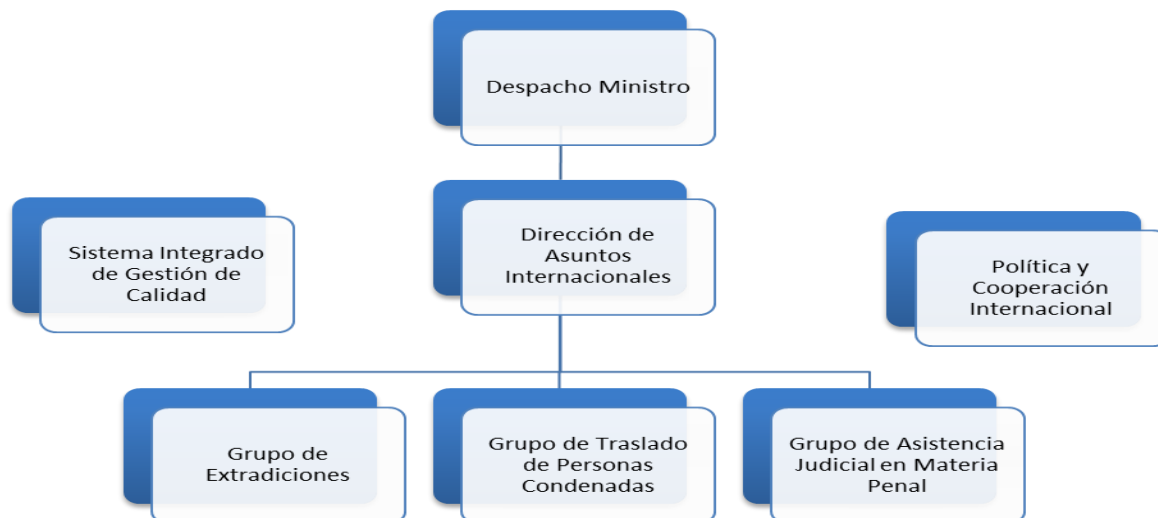 Despacho Ministro
Sistema Integrado
de Gestión de
Calidad
Dirección de
Asuntos
Internacionales
Política y
Cooperación
Internacional
Grupo de
Extradiciones
Grupo de Traslado
de Personas
Condenadas
Grupo de Asistencia
Judicial en Materia
Penal